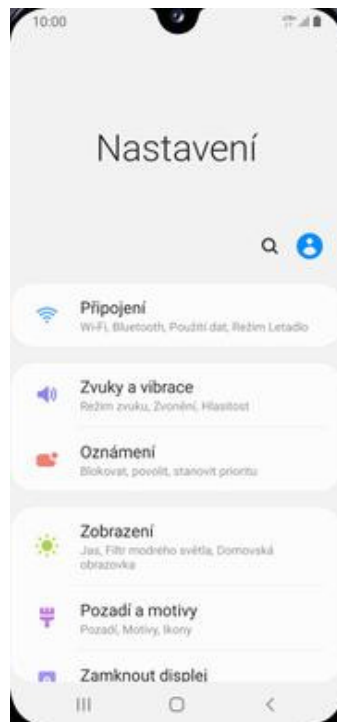 10:00
Nastavení
Připojení
Wi-Fi, Bluetooth, Použití dat, Režim Letadlo
Zvuky a vibrace
Režim zvuku, Zvonění, Hlasitost
Oznámení
Blokovat, povolit, stanovit prioritu
Zobrazení
Jas, Filtr modrého světla, Domovská
obrazovka
Pozadí a motivy
Pozadí, Motivy, Ikony
Zamknout displej